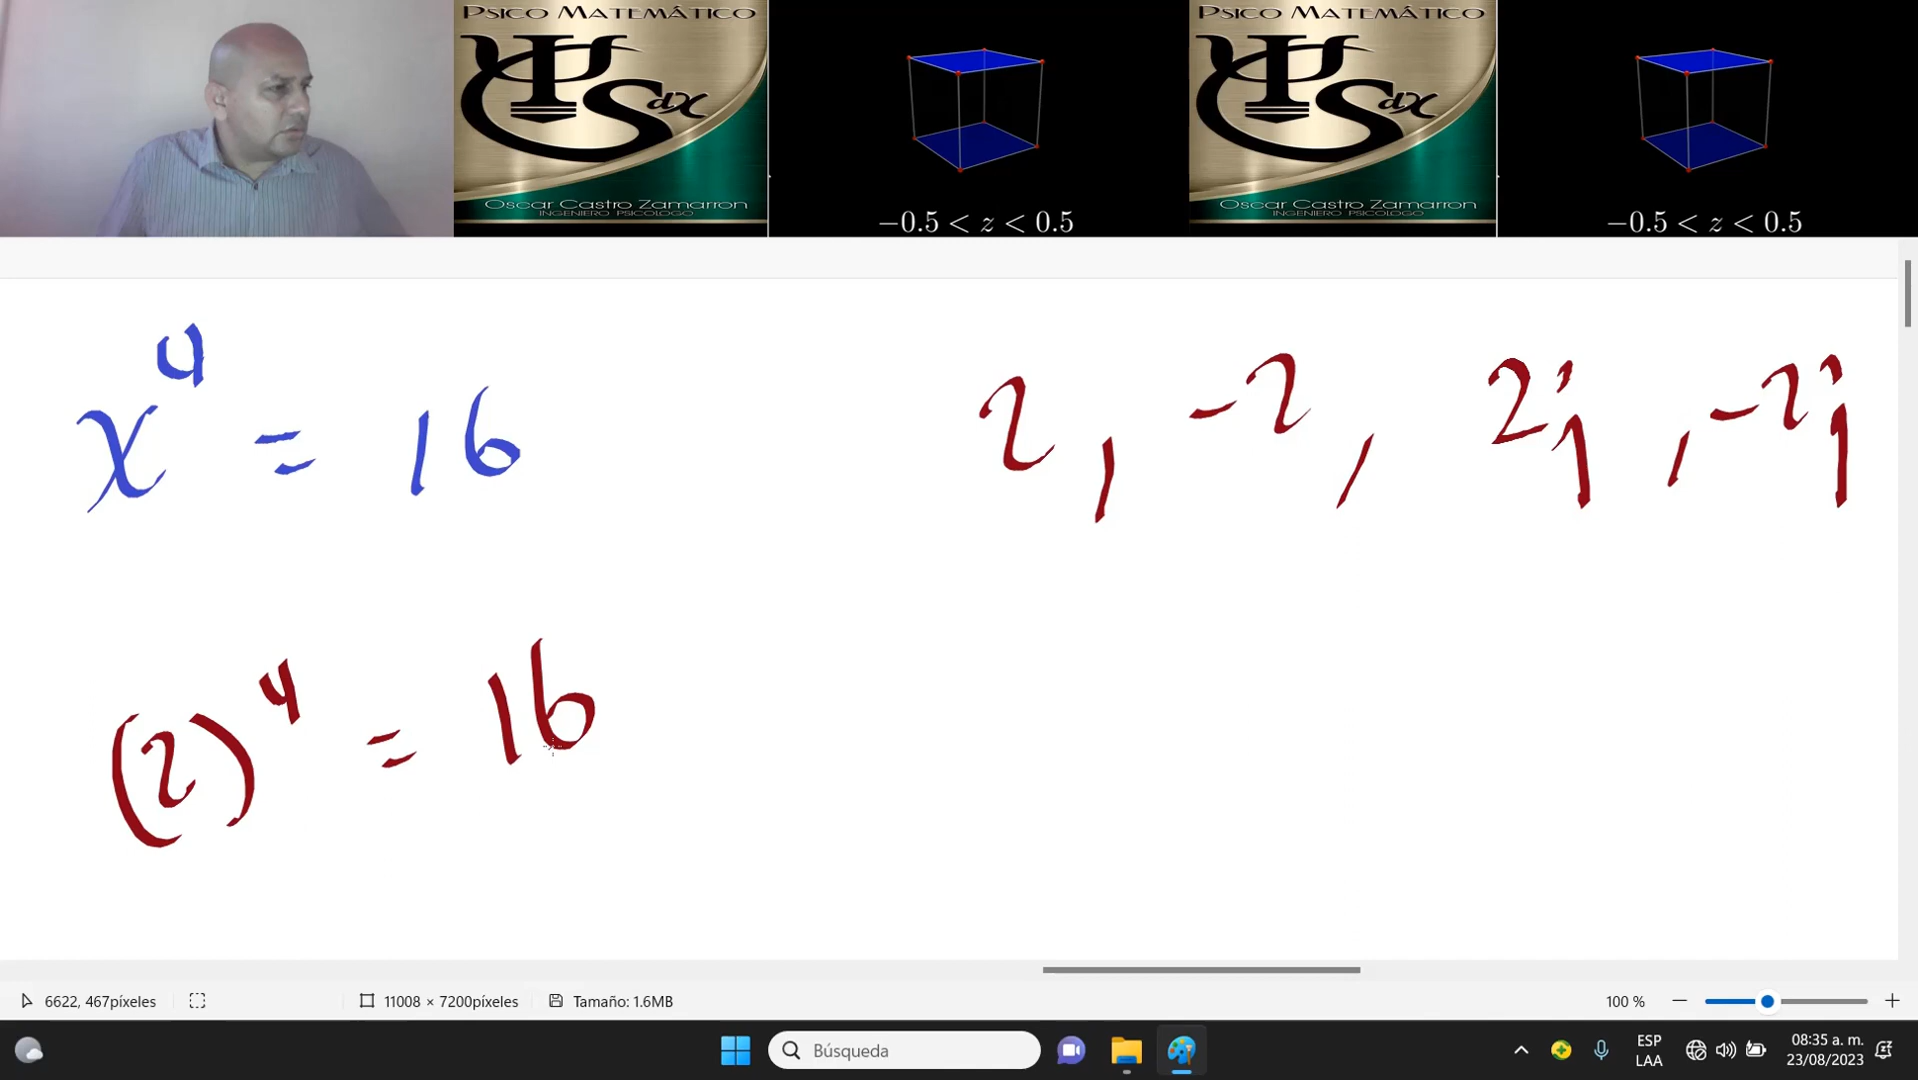 PSICO MATEMÁTICO
dx
Oscar Castro Zamarron
INGENIERO PSICOLOGO
−0.5 < z < 0.5
PSICO MATEMÁTICO
dx
Oscar Castro Zamarron
INGENIERO PSICOLOGO
−0.5 < z < 0.5
x⁴ = 16
2, -2, 2i, -2i
(2)⁴ = 16
6622, 467píxeles
11008 × 7200píxeles
Tamaño: 1.6MB
100 %
Búsqueda
ESP
LAA
08:35 a. m.
23/08/2023